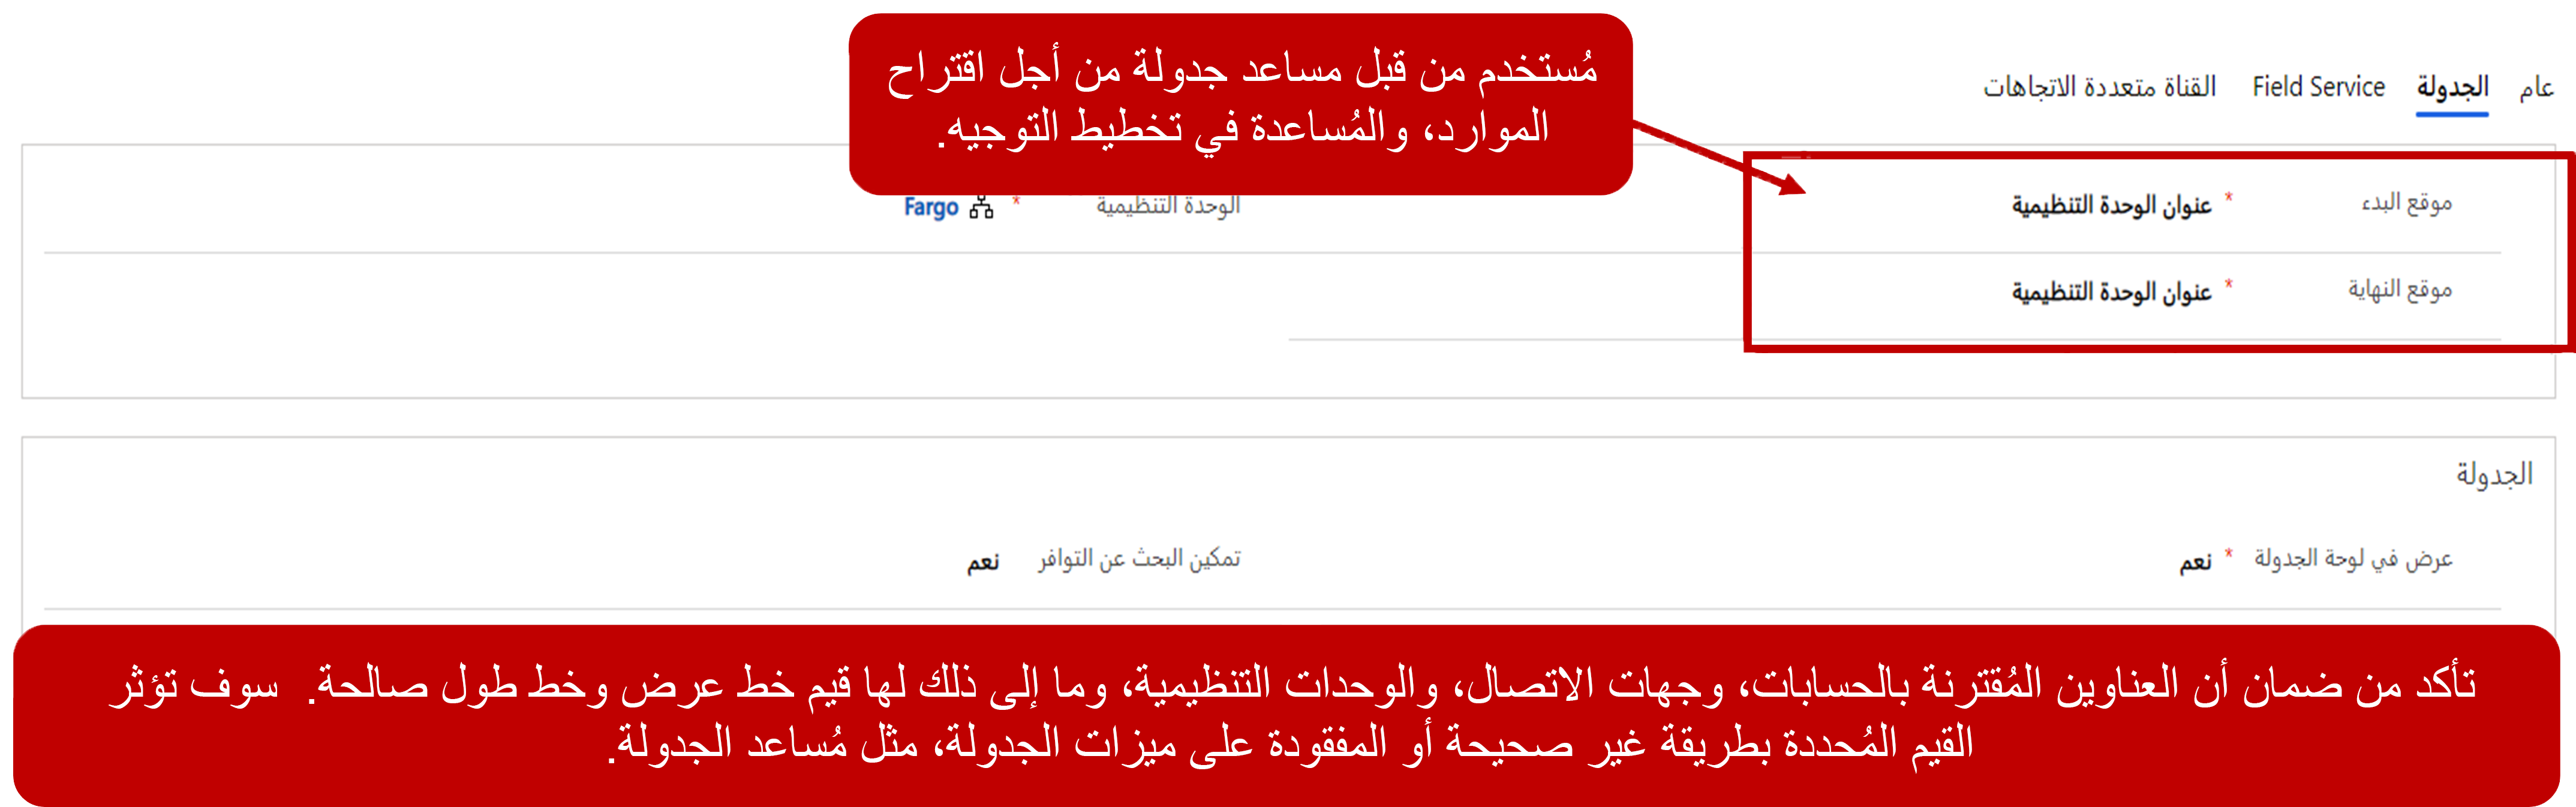 مُستخدم من قبل مساعد جدولة من أجل اقتراح
الموارد، والمُساعدة في تخطيط التوجيه.
عام الجدولة Field Service القناة متعددة الاتجاهات
موقع البدء * عنوان الوحدة التنظيمية الوحدة التنظيمية * Fargo
موقع النهاية * عنوان الوحدة التنظيمية
الجدولة
عرض في لوحة الجدولة * نعم تمكين البحث عن التوافر نعم
تأكد من ضمان أن العناوين المُقترنة بالحسابات، وجهات الاتصال، والوحدات التنظيمية، وما إلى ذلك لها قيم خط عرض وخط طول صالحة. سوف تؤثر
القيم المُحددة بطريقة غير صحيحة أو المفقودة على ميزات الجدولة، مثل مُساعد الجدولة.